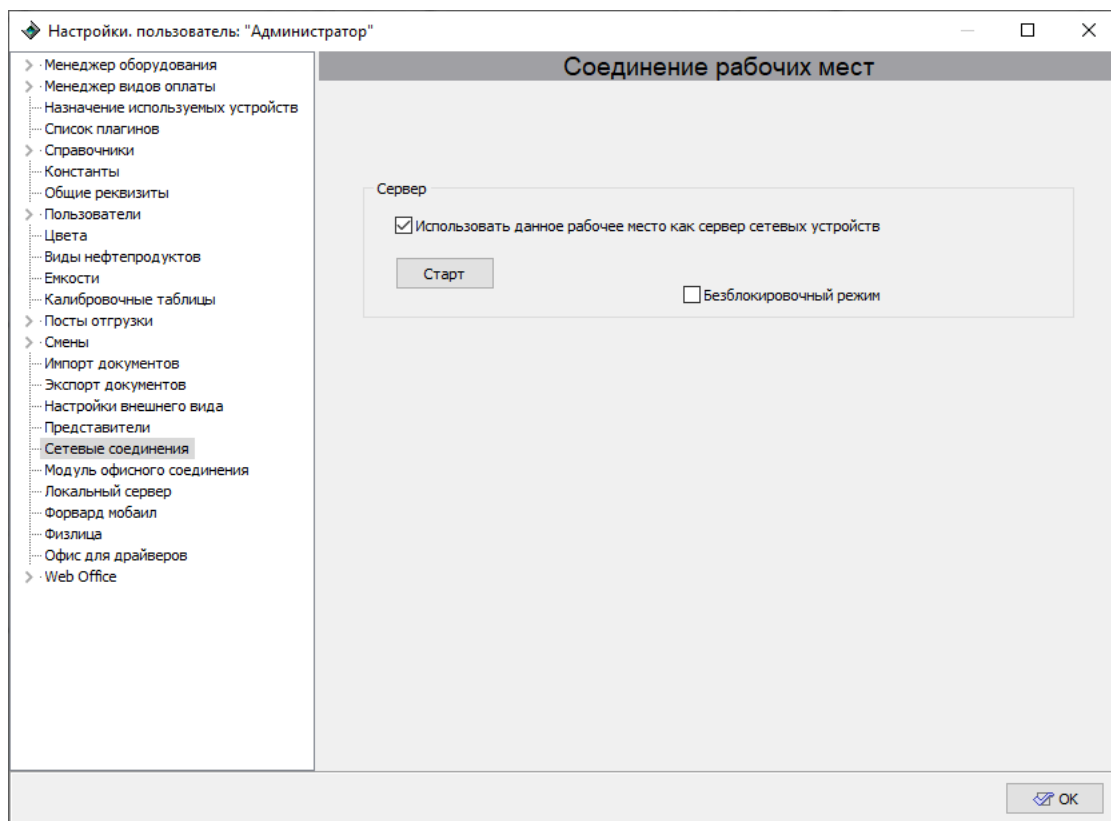 Настройки. пользователь: "Администратор"
Менеджер оборудования
Менеджер видов оплаты
Назначение используемых устройств
Список плагинов
Справочники
Константы
Общие реквизиты
Пользователи
Цвета
Виды нефтепродуктов
Емкости
Калибровочные таблицы
Посты отгрузки
Смены
Импорт документов
Экспорт документов
Настройки внешнего вида
Представители
Сетевые соединения
Модуль офисного соединения
Локальный сервер
Форвард мобаил
Физлица
Офис для драйверов
Web Office
Соединение рабочих мест
Сервер
Использовать данное рабочее место как сервер сетевых устройств
Старт
Безблокировочный режим
OK